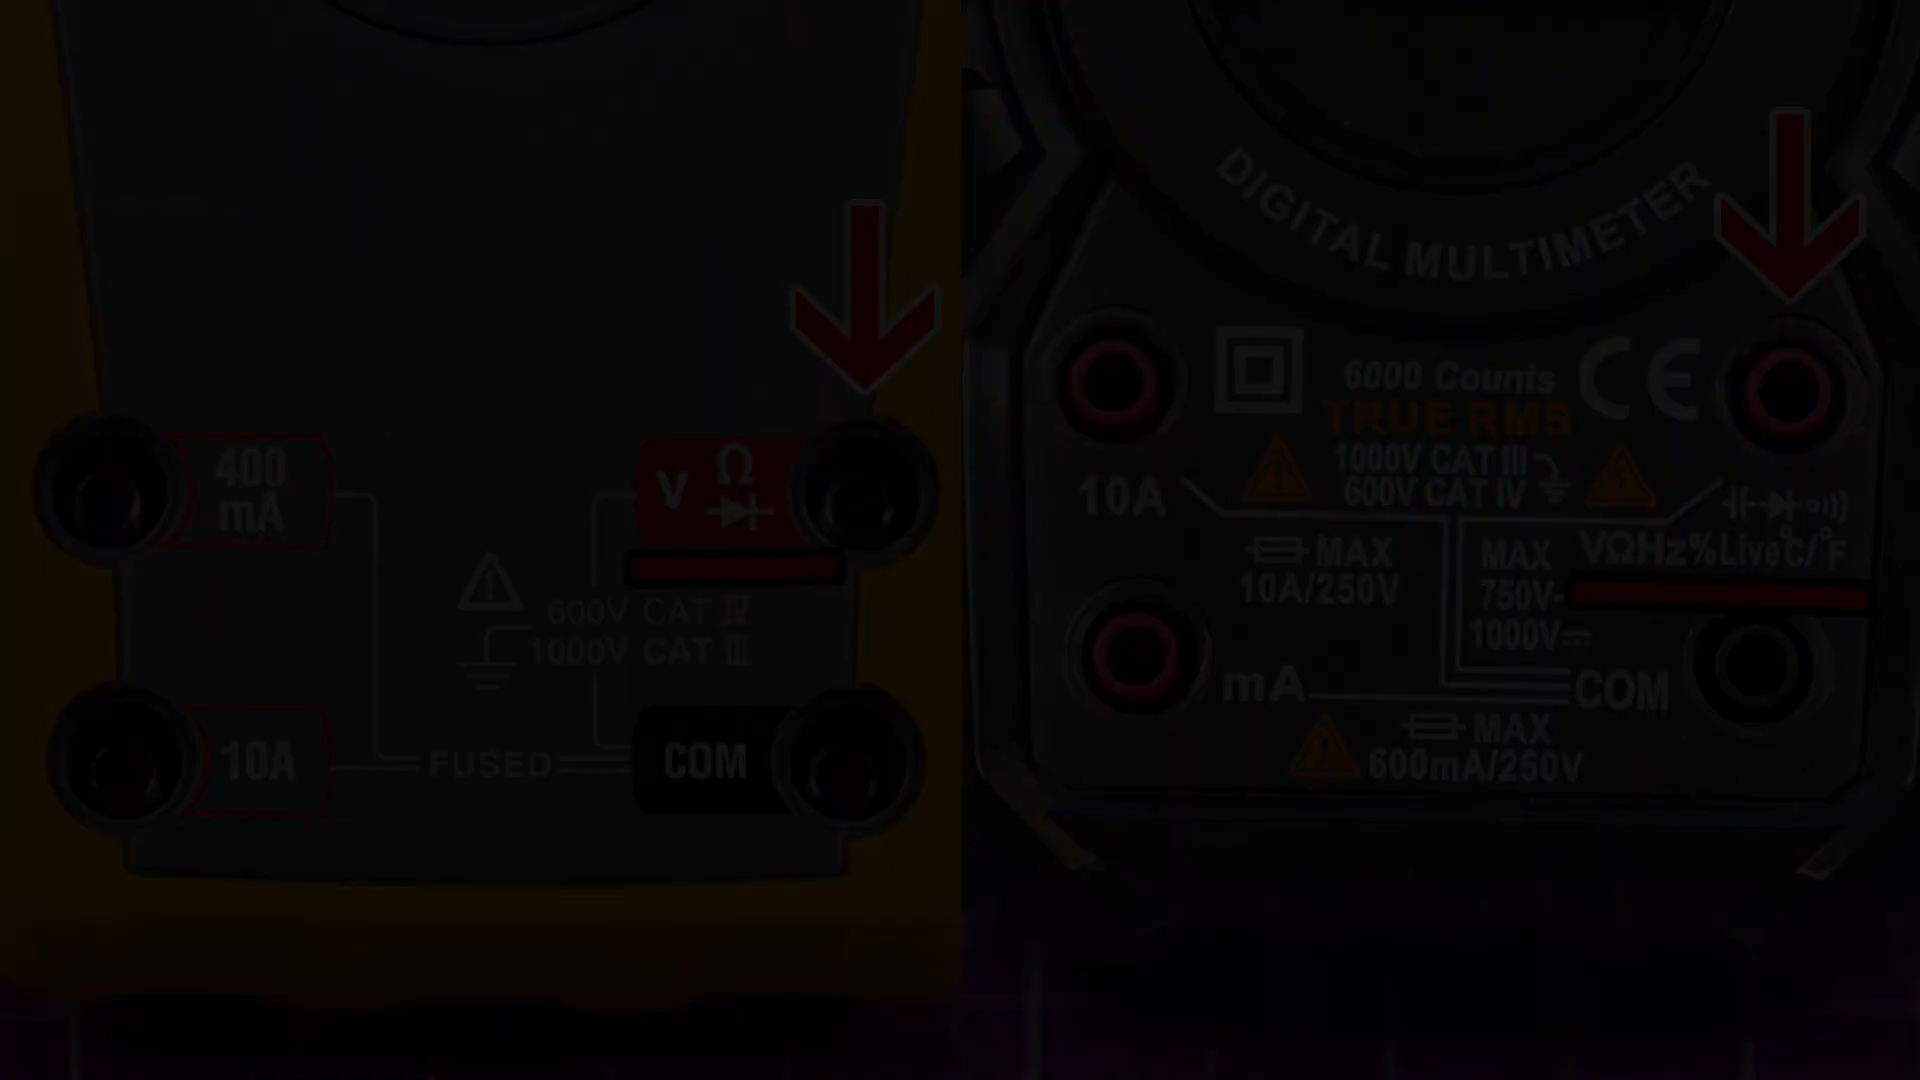 400
mA
V Ω
600V CAT IV
1000V CAT III
10A
FUSED
COM
DIGITAL MULTIMETER
6000 Counts
TRUE RMS
1000V CAT III
600V CAT IV
10A
MAX
10A/250V
MAX
750V~
1000V⎓
VΩHz%Live°C/°F
mA
COM
MAX
600mA/250V
CE